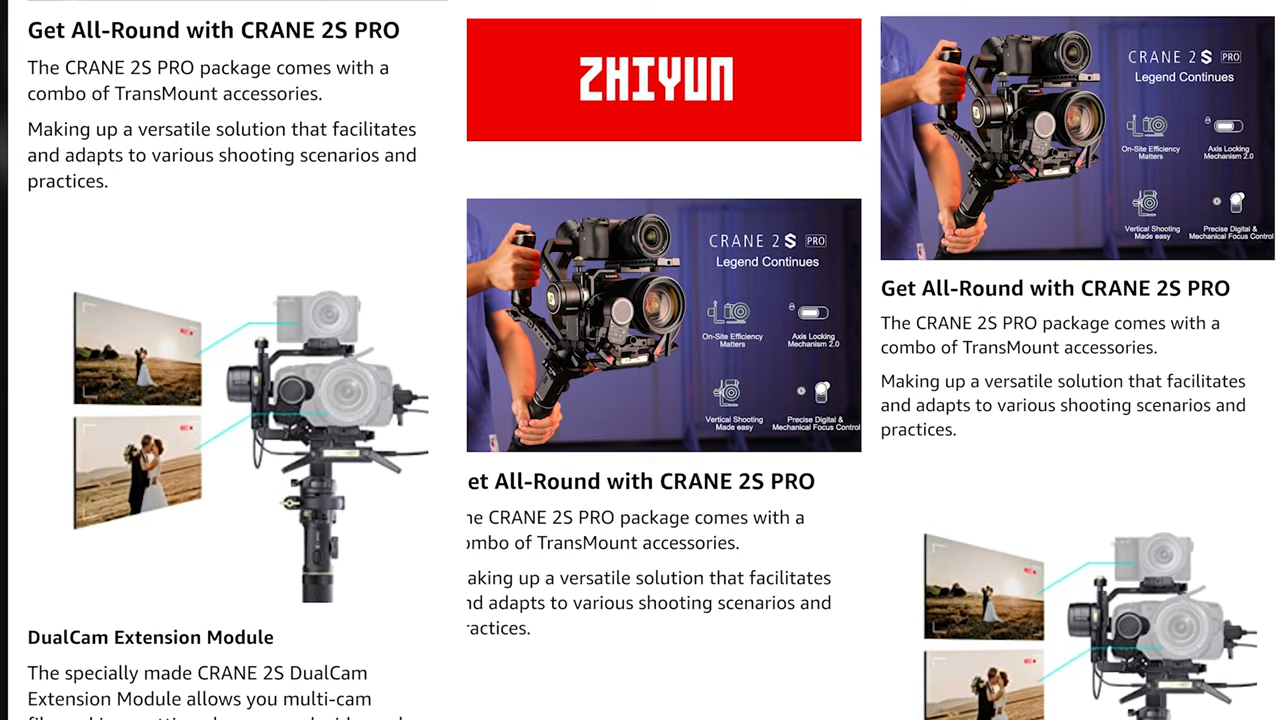 Get All-Round with CRANE 2S PRO
The CRANE 2S PRO package comes with a
combo of TransMount accessories.
Making up a versatile solution that facilitates
and adapts to various shooting scenarios and
practices.
DualCam Extension Module
The specially made CRANE 2S DualCam
Extension Module allows you multi-cam
ZHIYUN
CRANE 2S PRO
Legend Continues
On-Site Efficiency
Matters
Axis Locking
Mechanism 2.0
Vertical Shooting
Made easy
Precise Digital &
Mechanical Focus Control
et All-Round with CRANE 2S PRO
he CRANE 2S PRO package comes with a
ombo of TransMount accessories.
aking up a versatile solution that facilitates
nd adapts to various shooting scenarios and
ractices.
CRANE 2S PRO
Legend Continues
On-Site Efficiency
Matters
Axis Locking
Mechanism 2.0
Vertical Shooting
Made easy
Precise Digital &
Mechanical Focus Control
Get All-Round with CRANE 2S PRO
The CRANE 2S PRO package comes with a
combo of TransMount accessories.
Making up a versatile solution that facilitates
and adapts to various shooting scenarios and
practices.